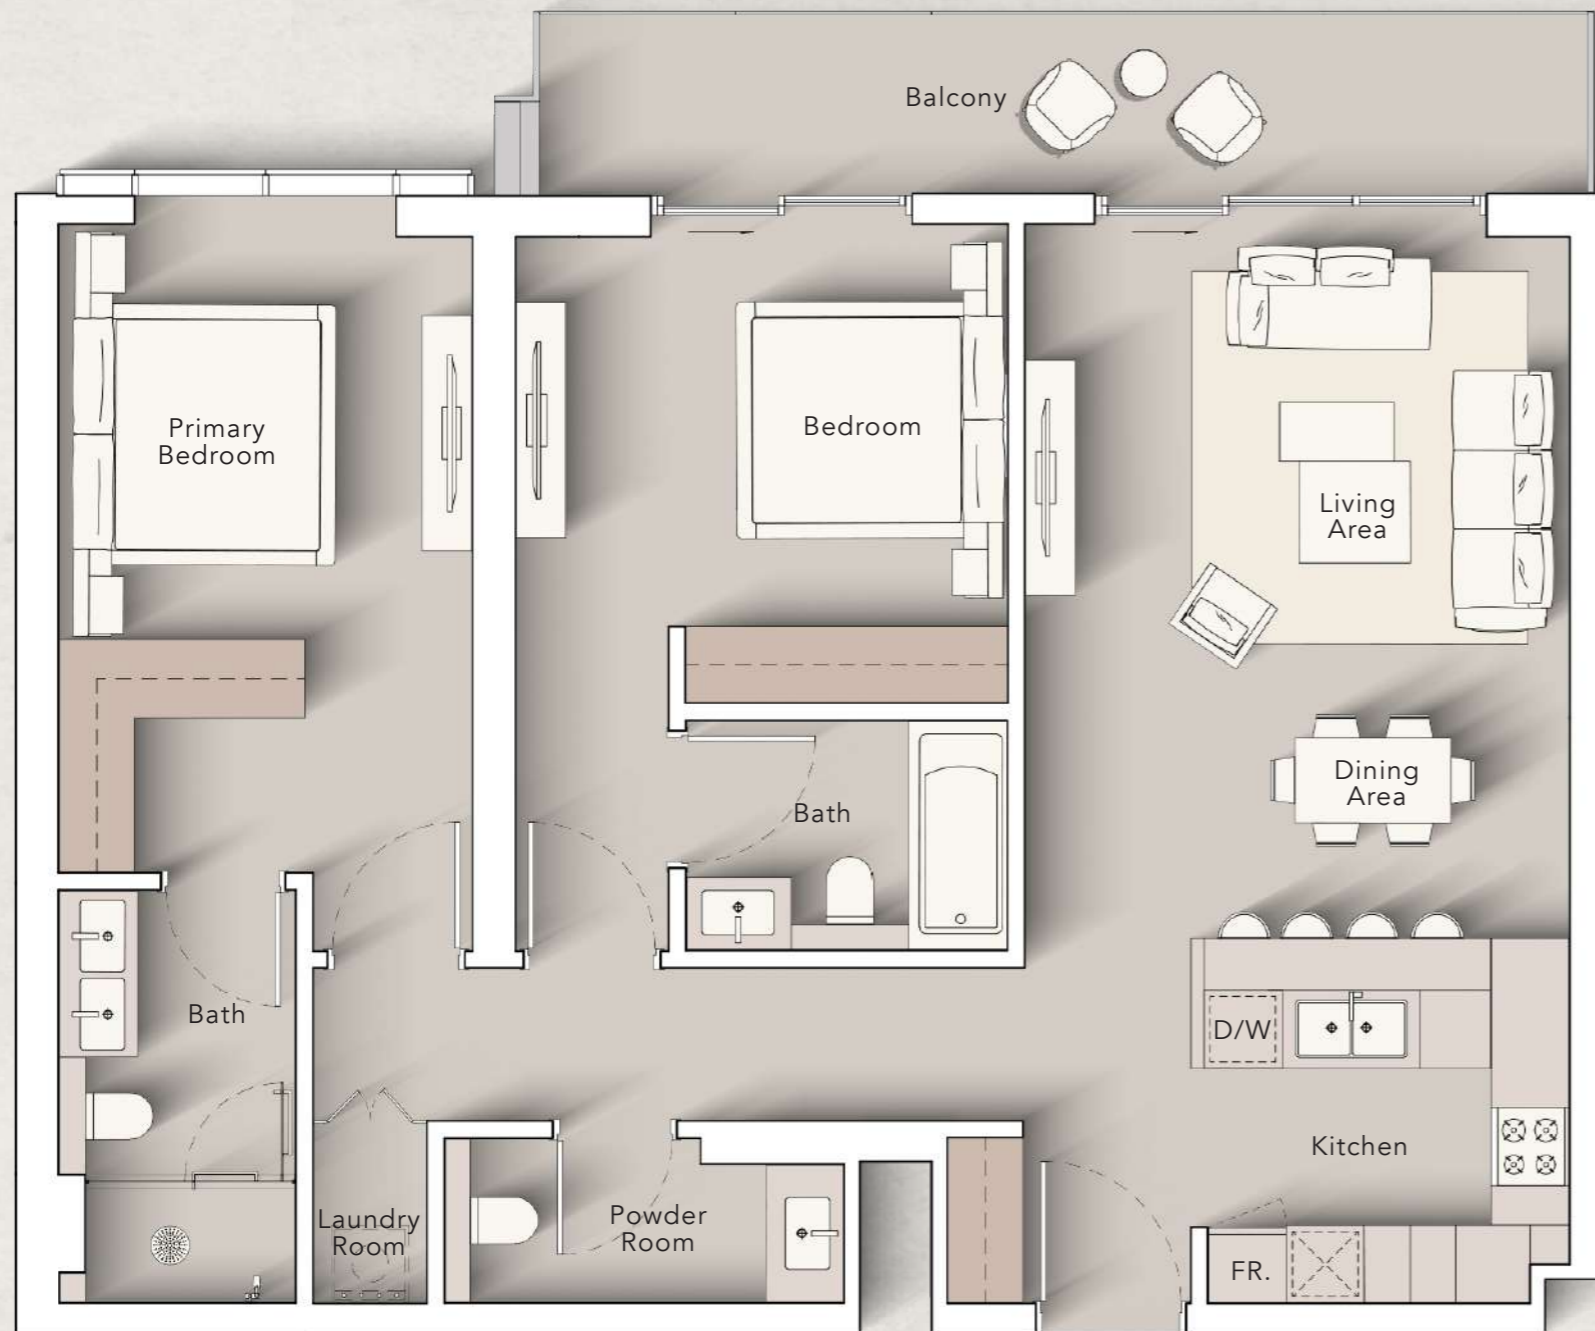 Balcony
Primary
Bedroom
Bedroom
Living
Area
Dining
Area
Bath
Bath
D/W
Kitchen
Laundry
Room
Powder
Room
FR.